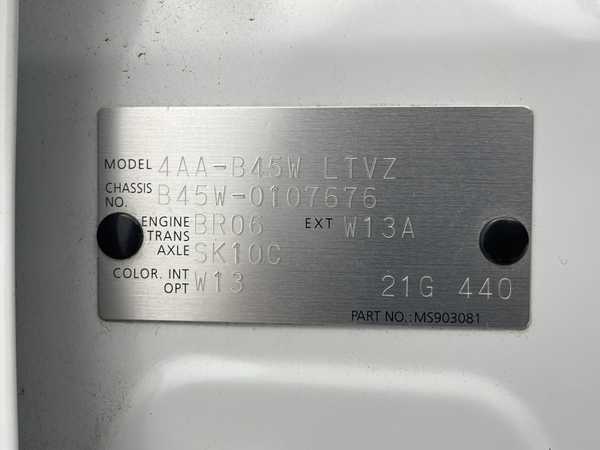 MODEL 4AA-B45W LTVZ
CHASSIS NO. B45W-0107676
ENGINE BR06 EXT W13A
TRANS AXLE SK10C
COLOR. INT W13
OPT 21G 440
PART NO.: MS903081